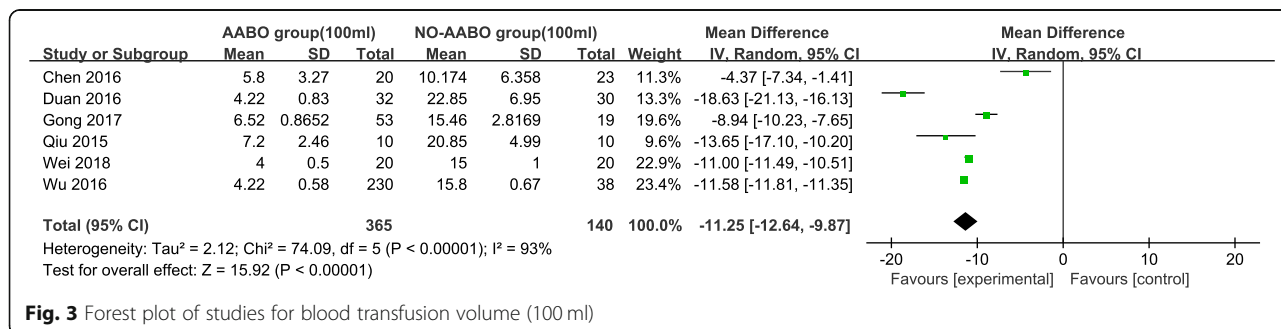 AABO group(100ml) NO-AABO group(100ml) Mean Difference Mean Difference
Study or Subgroup Mean SD Total Mean SD Total Weight IV, Random, 95% CI IV, Random, 95% CI
Chen 2016 5.8 3.27 20 10.174 6.358 23 11.3% -4.37 [-7.34, -1.41]
Duan 2016 4.22 0.83 32 22.85 6.95 30 13.3% -18.63 [-21.13, -16.13]
Gong 2017 6.52 0.8652 53 15.46 2.8169 19 19.6% -8.94 [-10.23, -7.65]
Qiu 2015 7.2 2.46 10 20.85 4.99 10 9.6% -13.65 [-17.10, -10.20]
Wei 2018 4 0.5 20 15 1 20 22.9% -11.00 [-11.49, -10.51]
Wu 2016 4.22 0.58 230 15.8 0.67 38 23.4% -11.58 [-11.81, -11.35]
Total (95% CI) 365 140 100.0% -11.25 [-12.64, -9.87]
Heterogeneity: Tau² = 2.12; Chi² = 74.09, df = 5 (P < 0.00001); I² = 93%
Test for overall effect: Z = 15.92 (P < 0.00001)
-20 -10 0 10 20
Favours [experimental] Favours [control]
Fig. 3 Forest plot of studies for blood transfusion volume (100 ml)